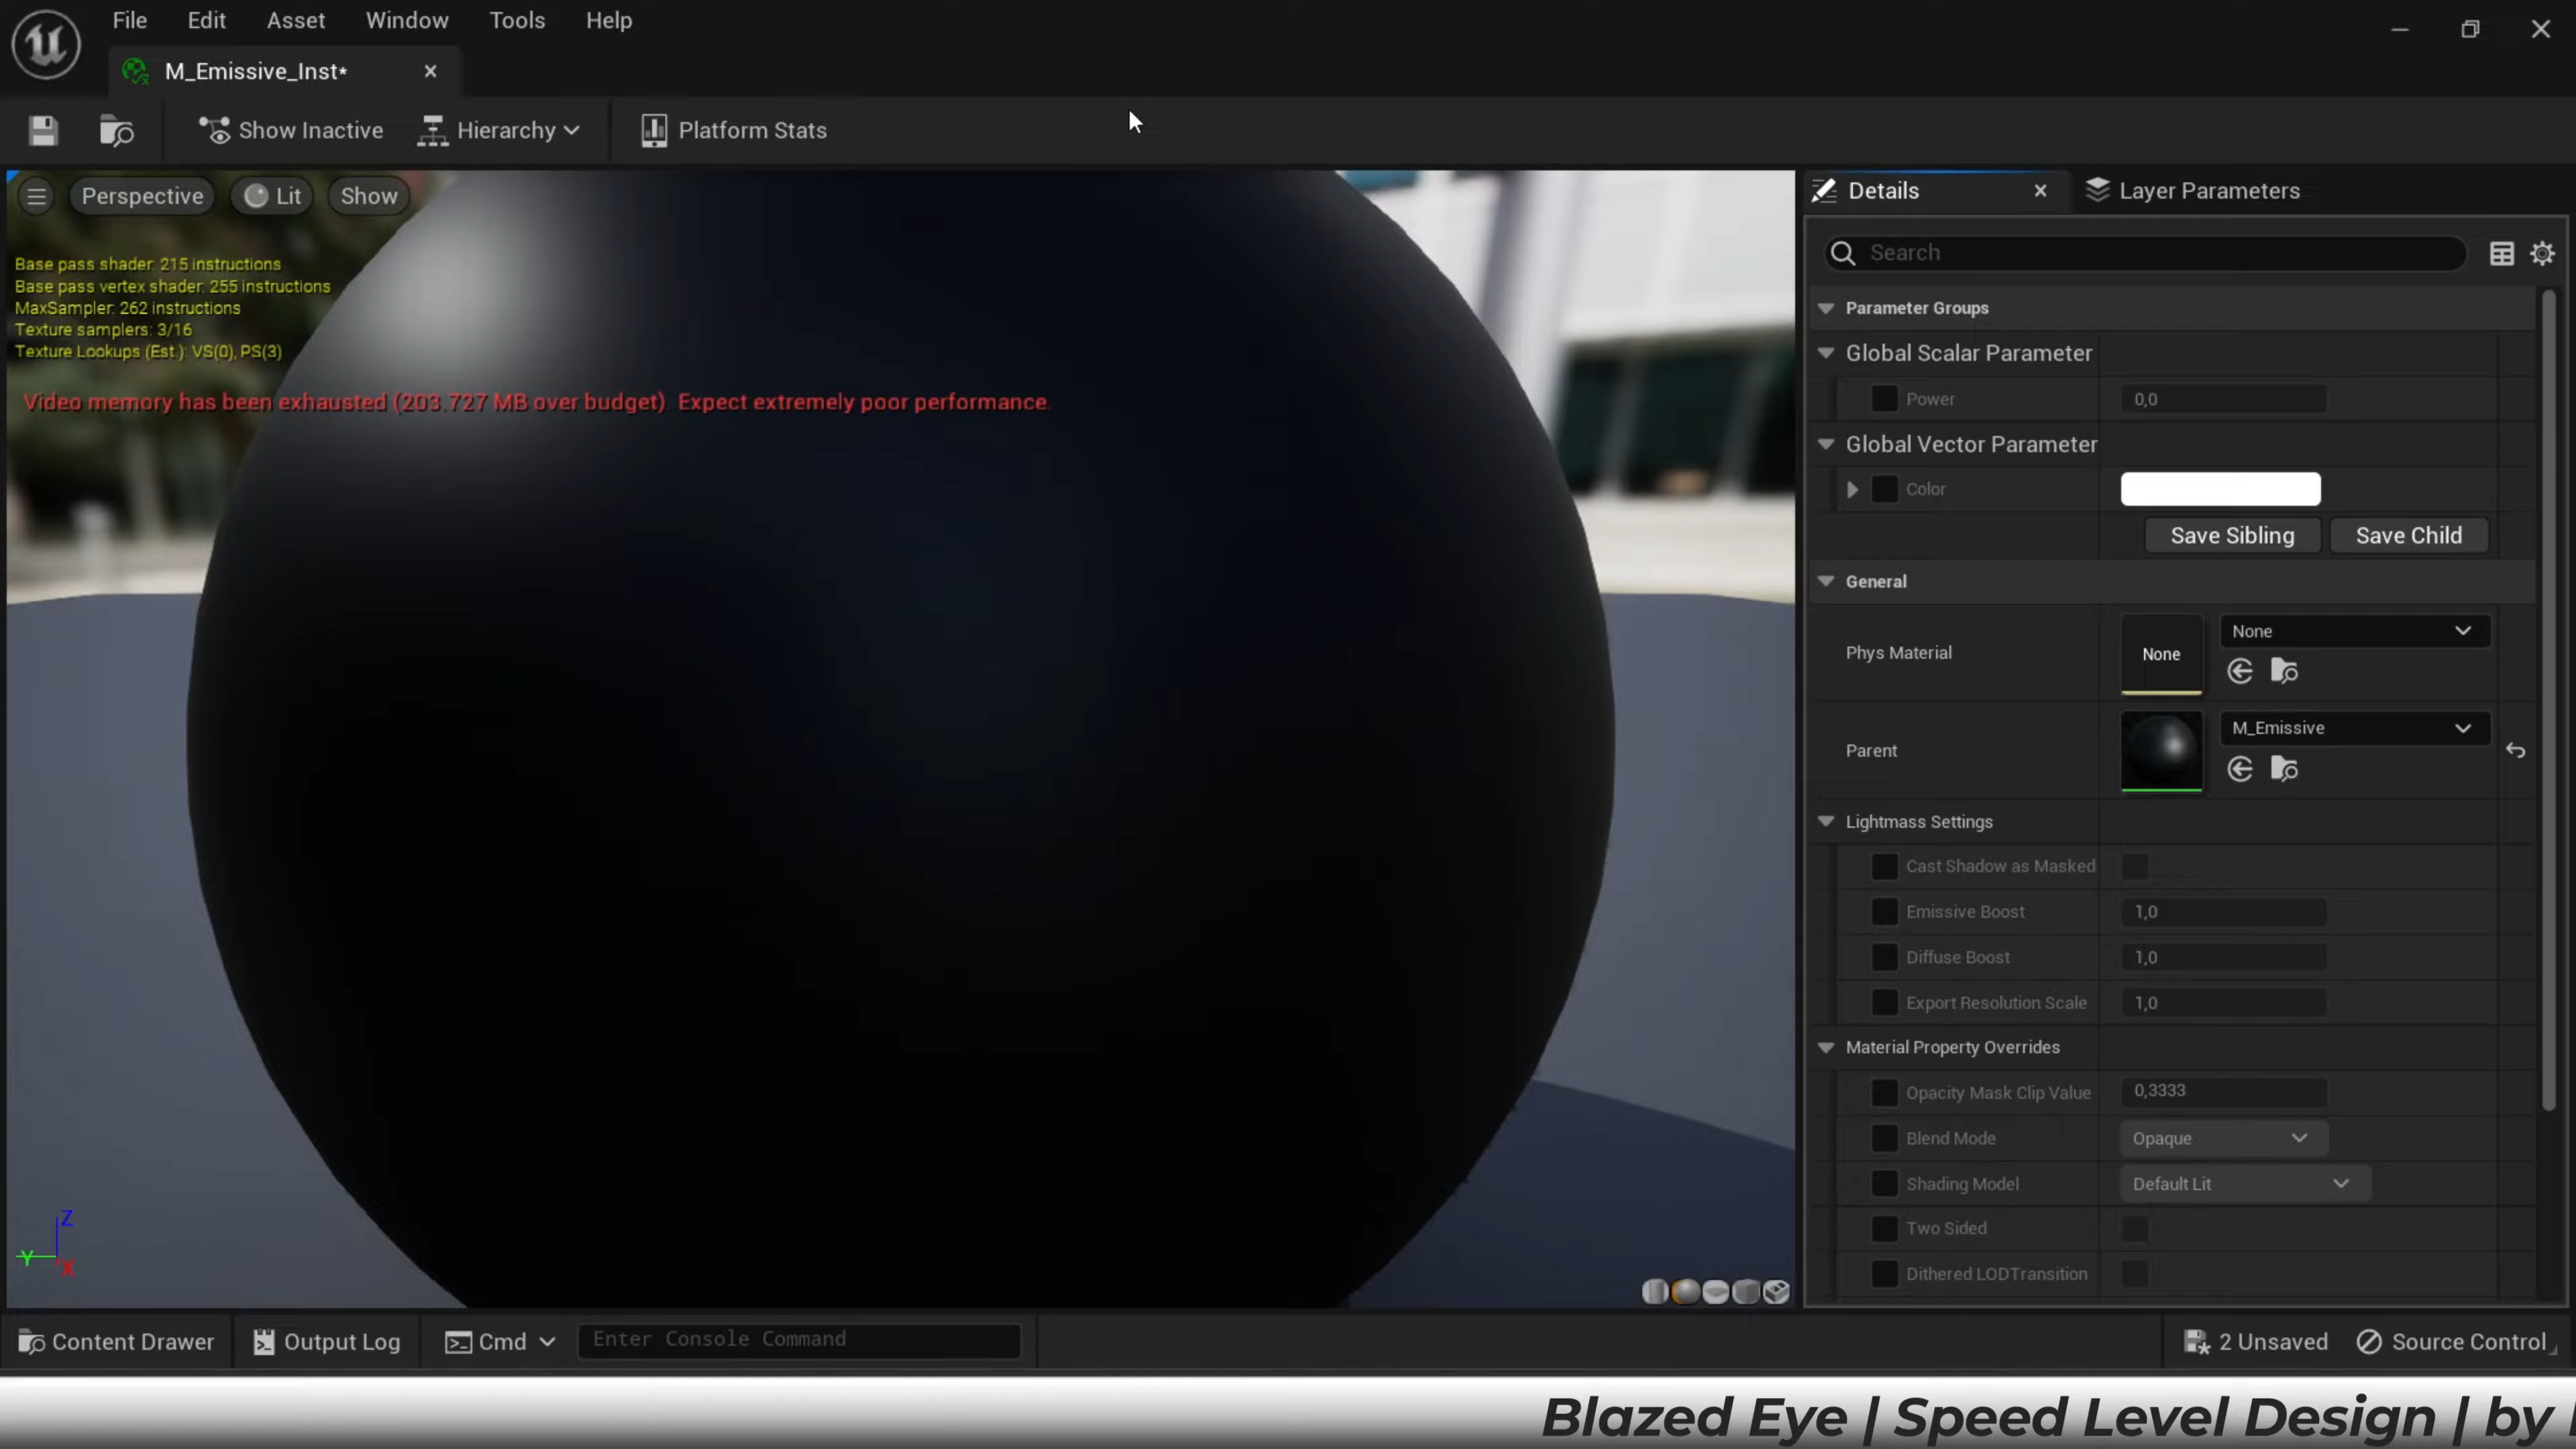 File Edit Asset Window Tools Help
M_Emissive_Inst*
Show Inactive Hierarchy Platform Stats
Perspective Lit Show
Base pass shader: 215 instructions
Base pass vertex shader: 255 instructions
MaxSampler: 262 instructions
Texture samplers: 3/16
Texture Lookups (Est.): VS(0), PS(3)
Video memory has been exhausted (203.727 MB over budget). Expect extremely poor performance.
Z
Y
X
Details Layer Parameters
Search
Parameter Groups
Global Scalar Parameter
Power 0,0
Global Vector Parameter
Color
Save Sibling Save Child
General
Phys Material None None
Parent M_Emissive
Lightmass Settings
Cast Shadow as Masked
Emissive Boost 1,0
Diffuse Boost 1,0
Export Resolution Scale 1,0
Material Property Overrides
Opacity Mask Clip Value 0,3333
Blend Mode Opaque
Shading Model Default Lit
Two Sided
Dithered LODTransition
Content Drawer Output Log Cmd Enter Console Command 2 Unsaved Source Control
Blazed Eye | Speed Level Design | by